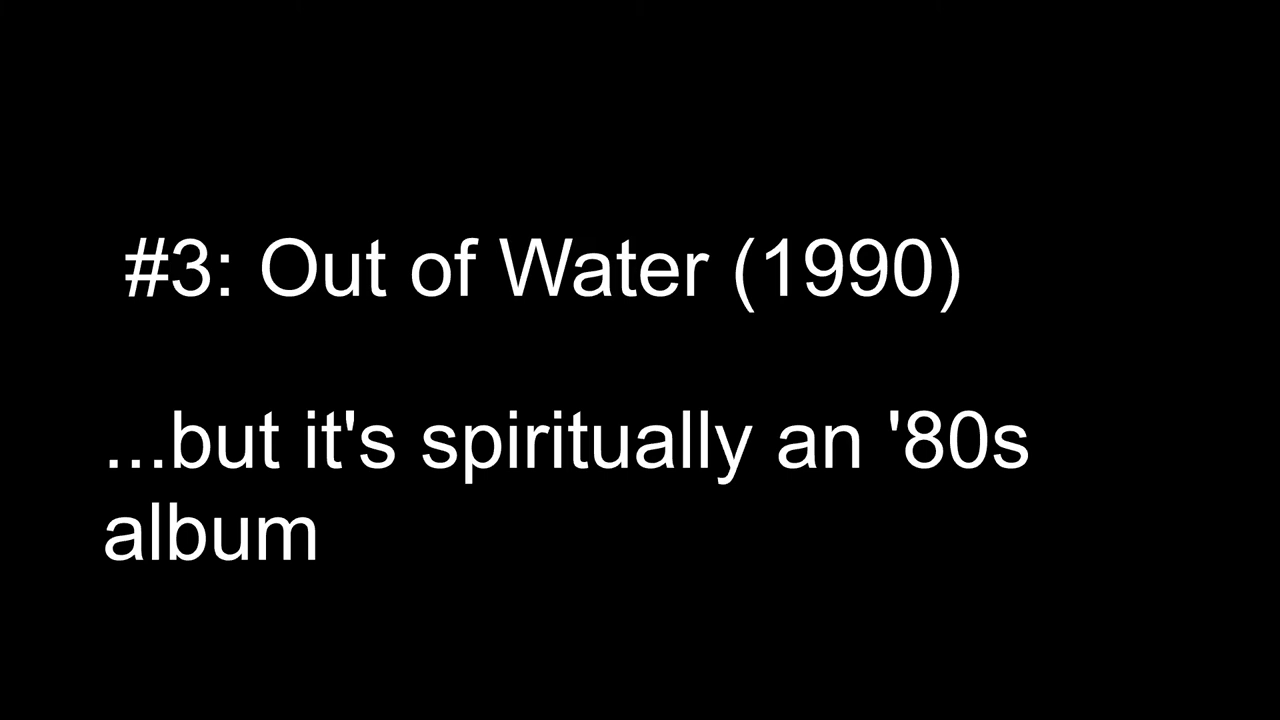 #3: Out of Water (1990)
...but it's spiritually an '80s
album